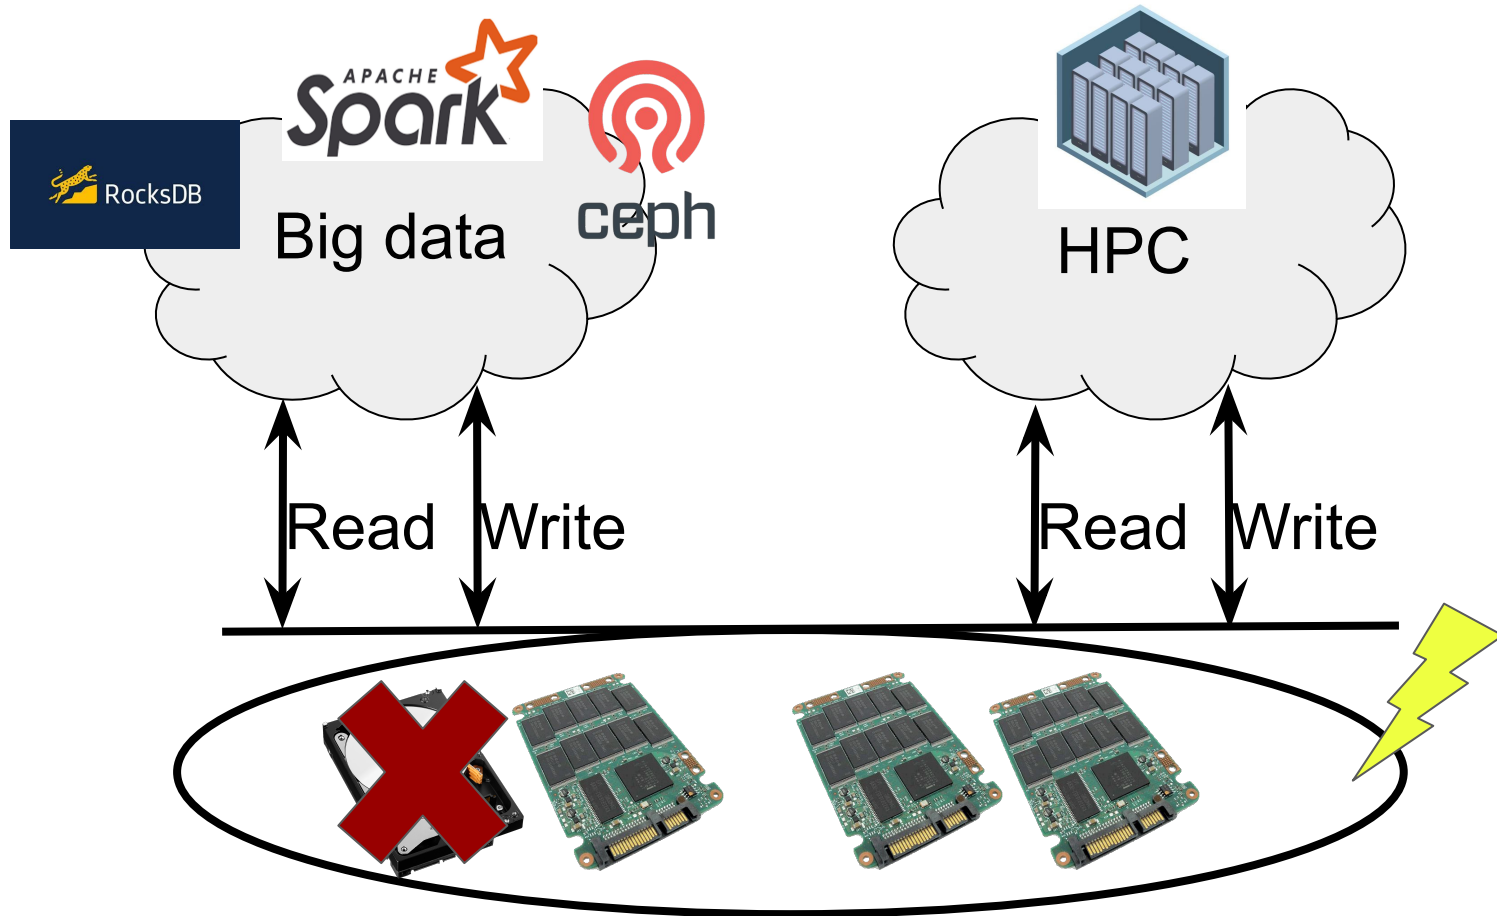 APACHE
Spark
ceph
RocksDB
Big data
HPC
Read Write
Read Write